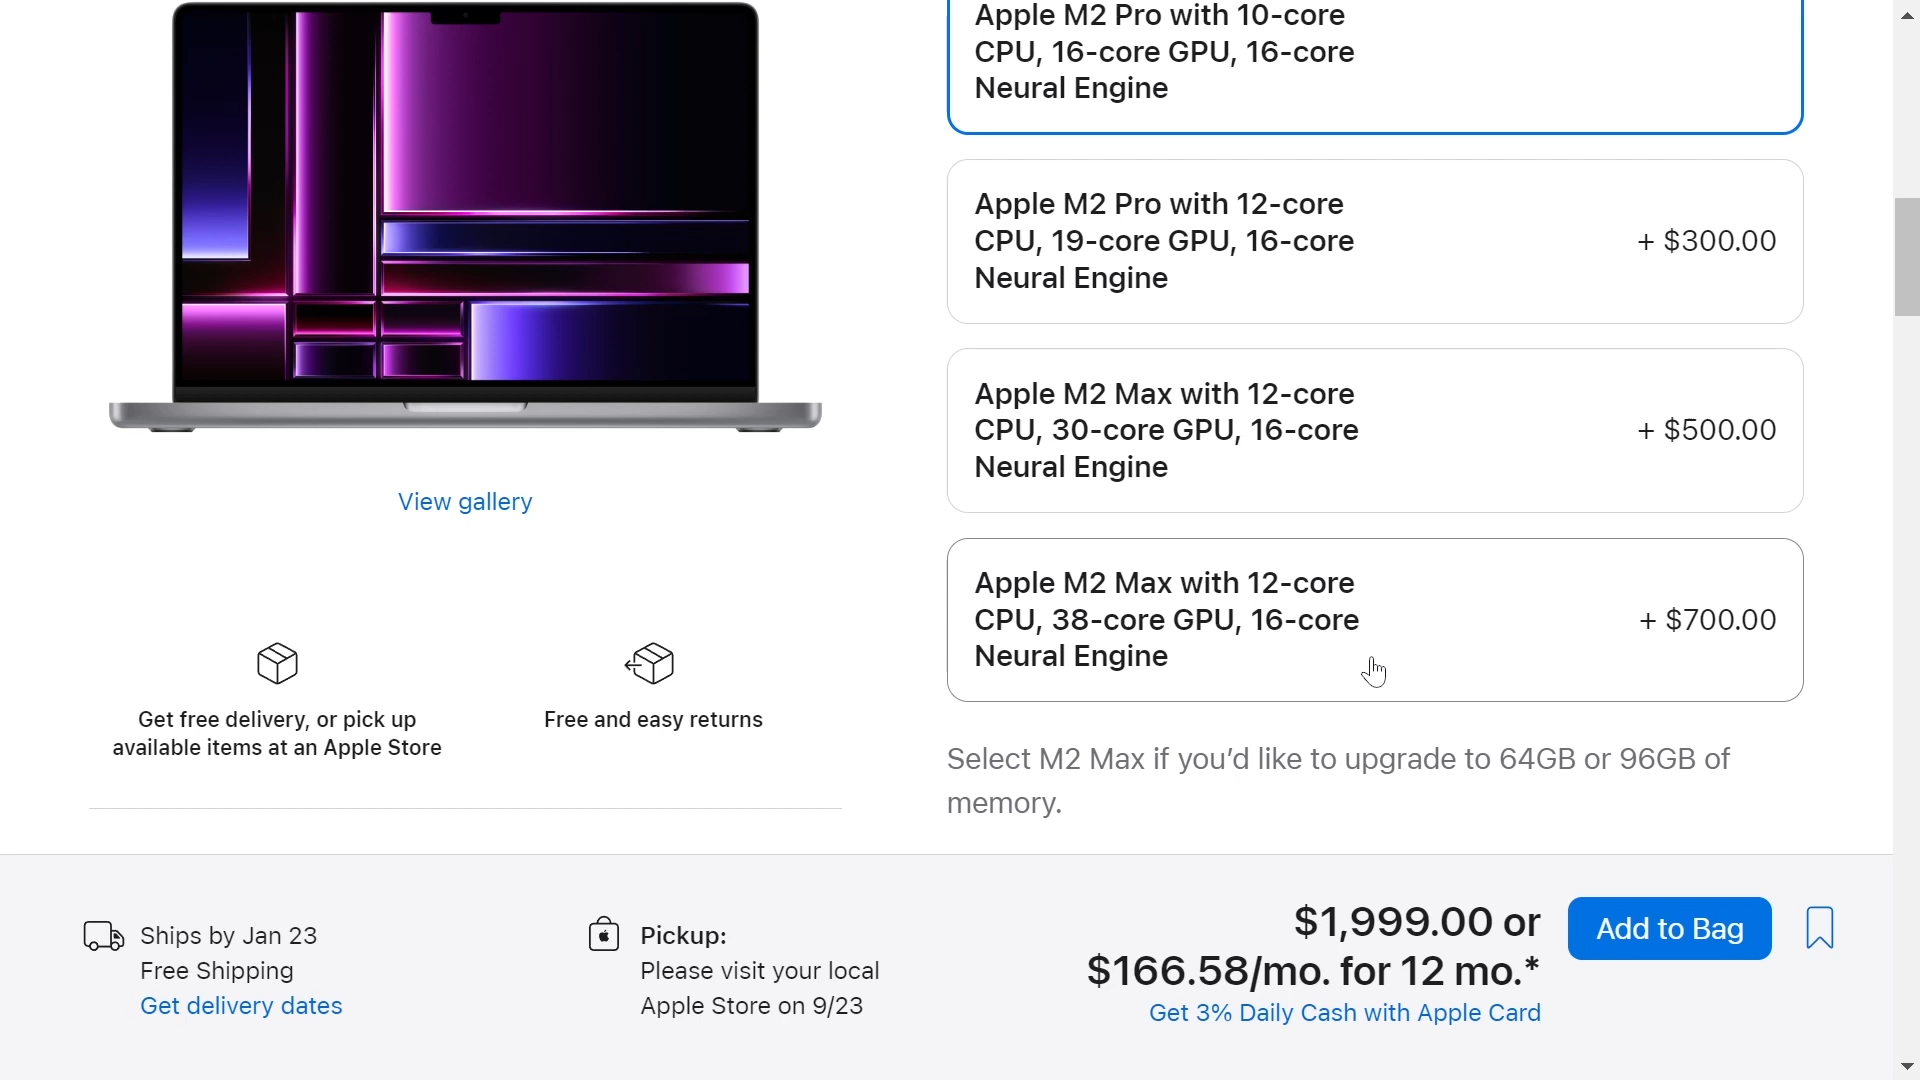 Apple M2 Pro with 10-core
CPU, 16-core GPU, 16-core
Neural Engine
Apple M2 Pro with 12-core
CPU, 19-core GPU, 16-core
Neural Engine
+ $300.00
Apple M2 Max with 12-core
CPU, 30-core GPU, 16-core
Neural Engine
+ $500.00
View gallery
Apple M2 Max with 12-core
CPU, 38-core GPU, 16-core
Neural Engine
+ $700.00
Get free delivery, or pick up
available items at an Apple Store
Free and easy returns
Select M2 Max if you’d like to upgrade to 64GB or 96GB of
memory.
Ships by Jan 23
Free Shipping
Get delivery dates
Pickup:
Please visit your local
Apple Store on 9/23
$1,999.00 or
$166.58/mo. for 12 mo.*
Get 3% Daily Cash with Apple Card
Add to Bag